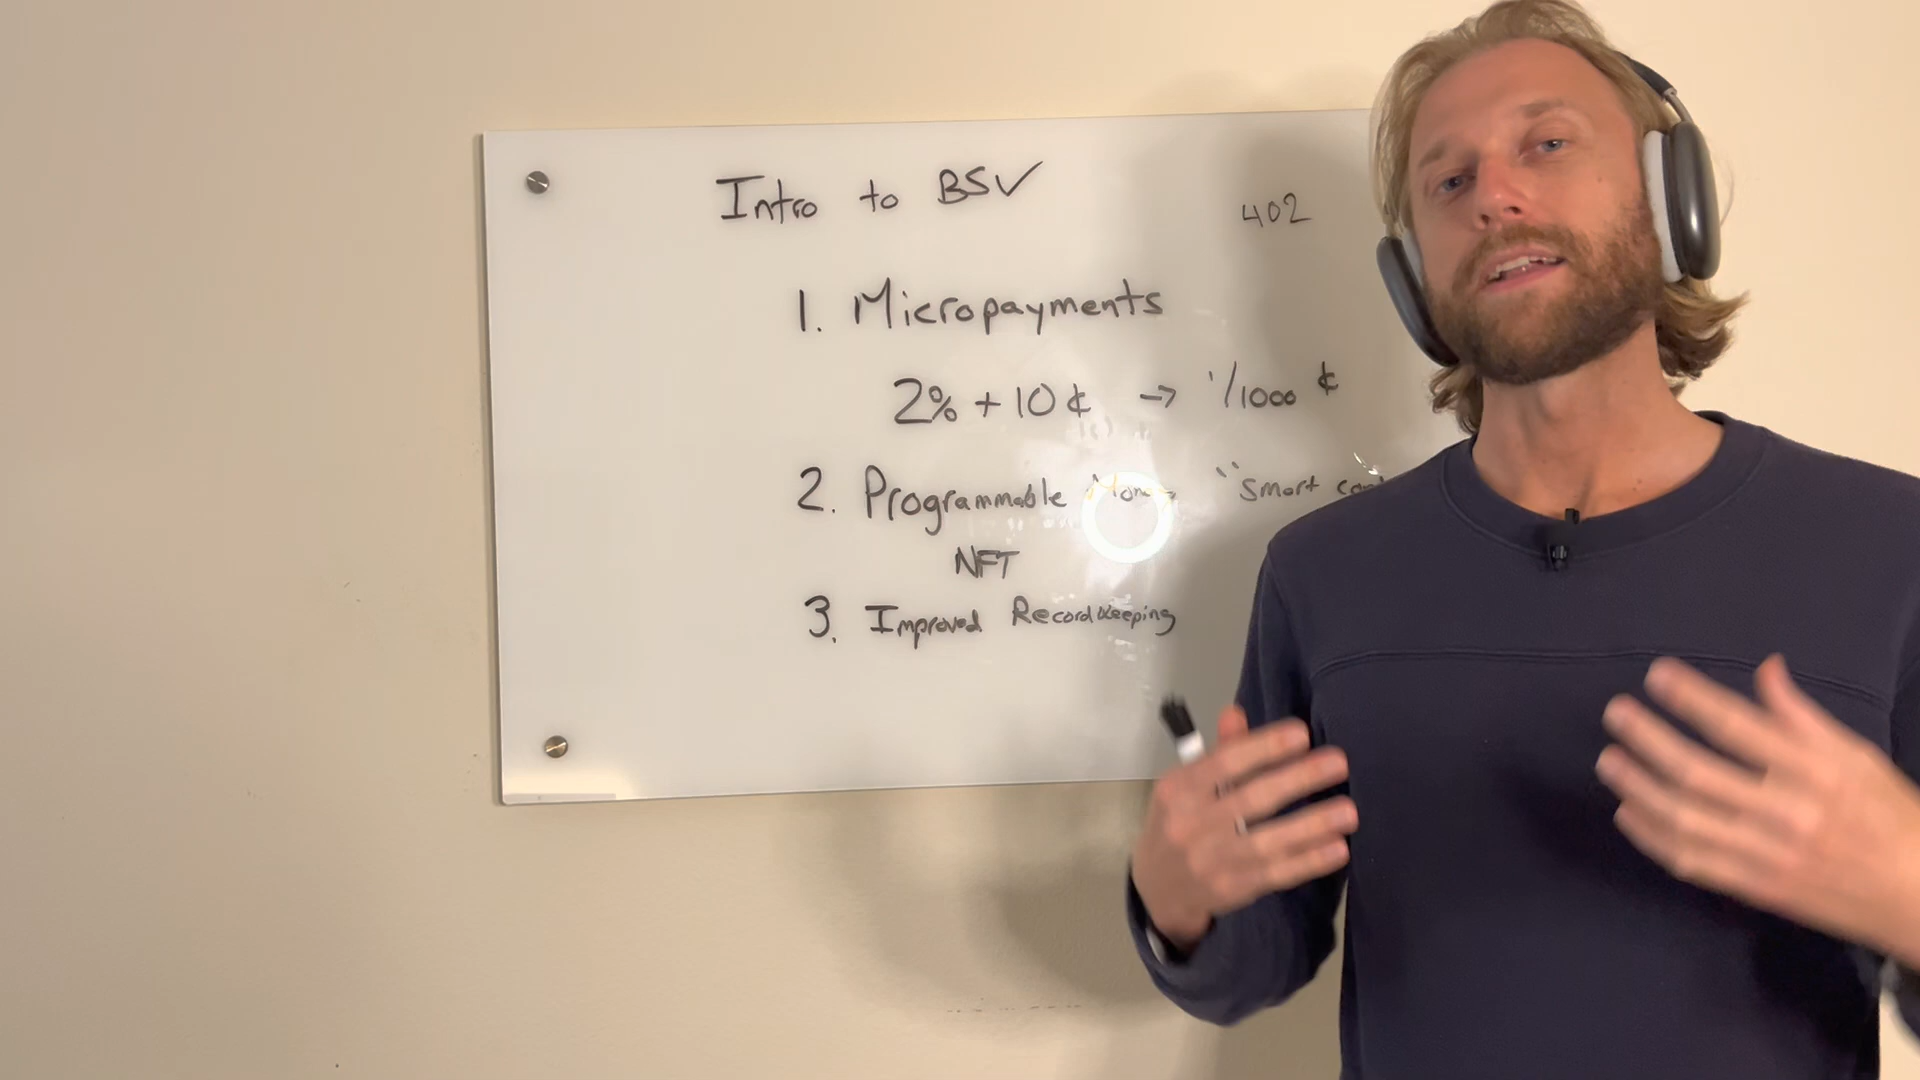 Intro to BSV
402
1. Micropayments
2% + 10¢ → 1/1000 ¢
2. Programmable "Smart
NFT
3. Improved Recordkeeping